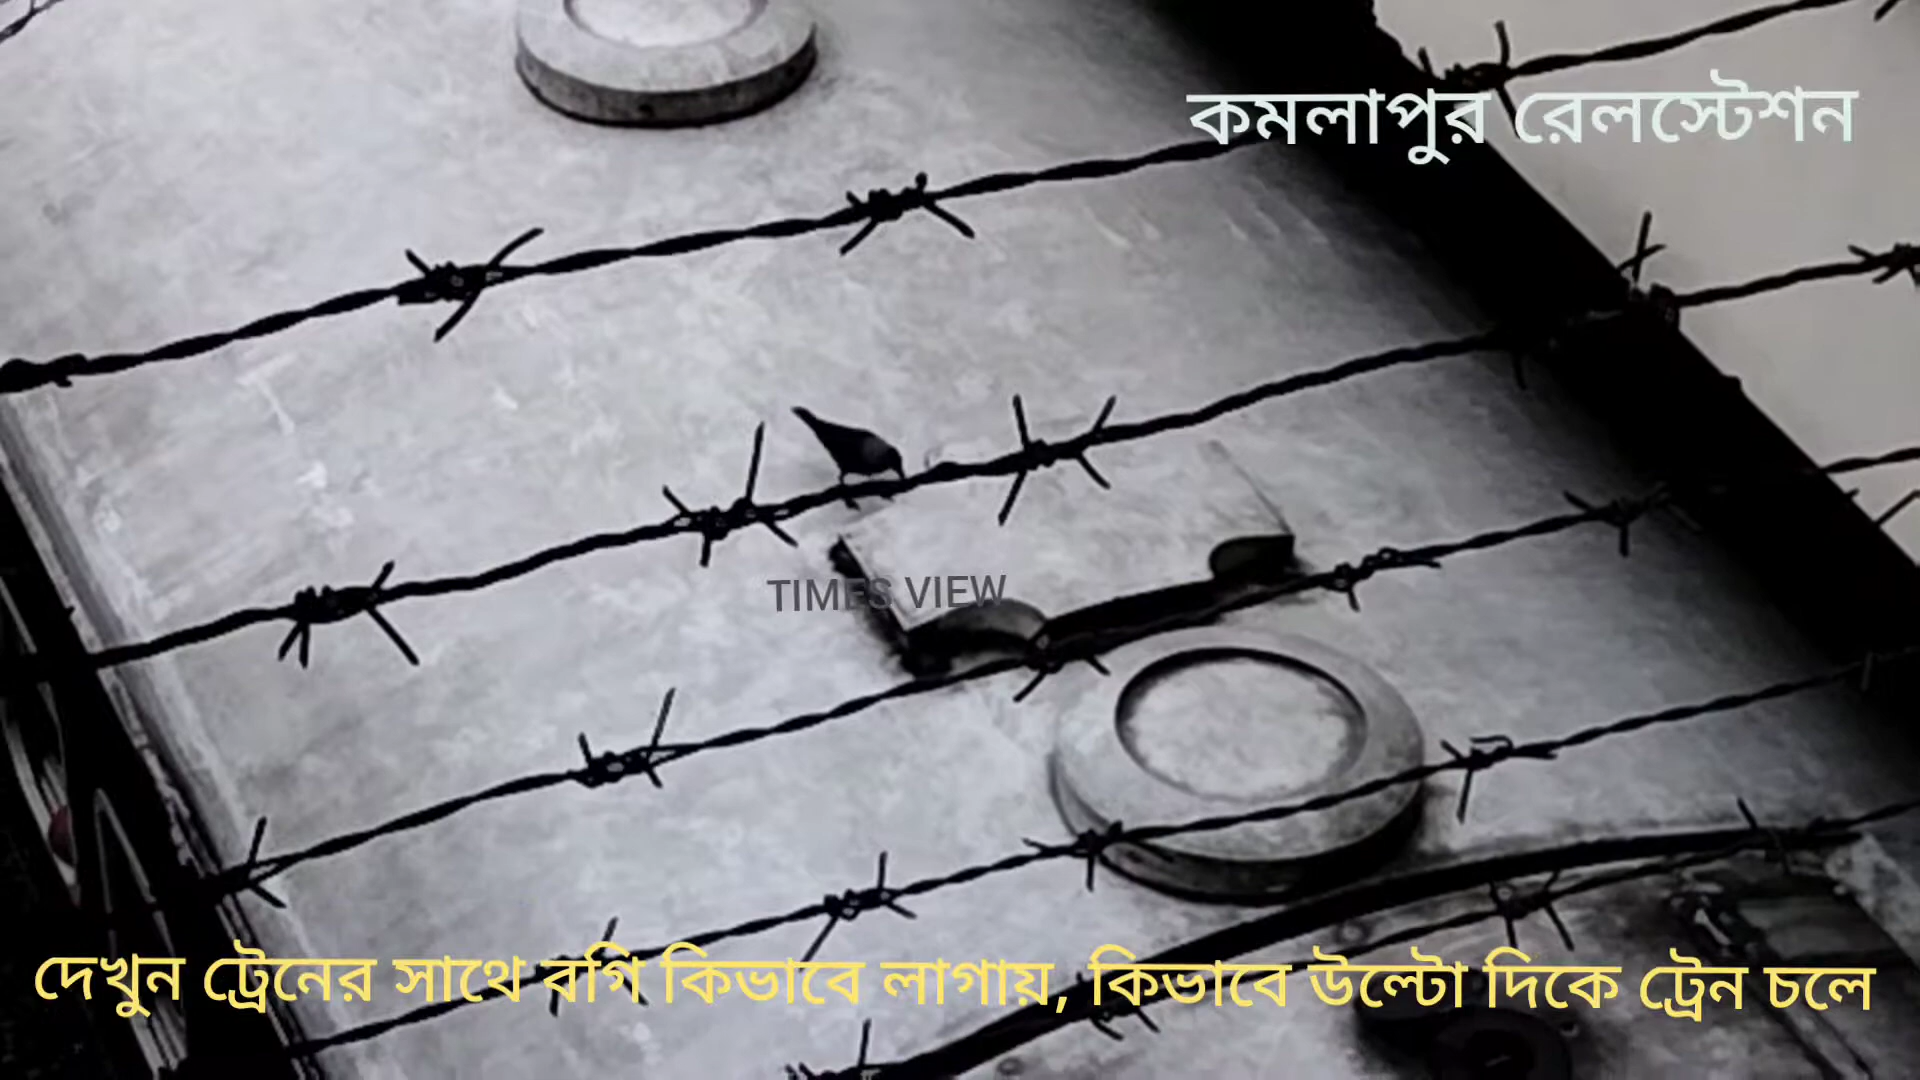 কমলাপুর রেলস্টেশন
TIMES VIEW
দেখুন ট্রেনের সাথে বগি কিভাবে লাগায়, কিভাবে উল্টো দিকে ট্রেন চলে